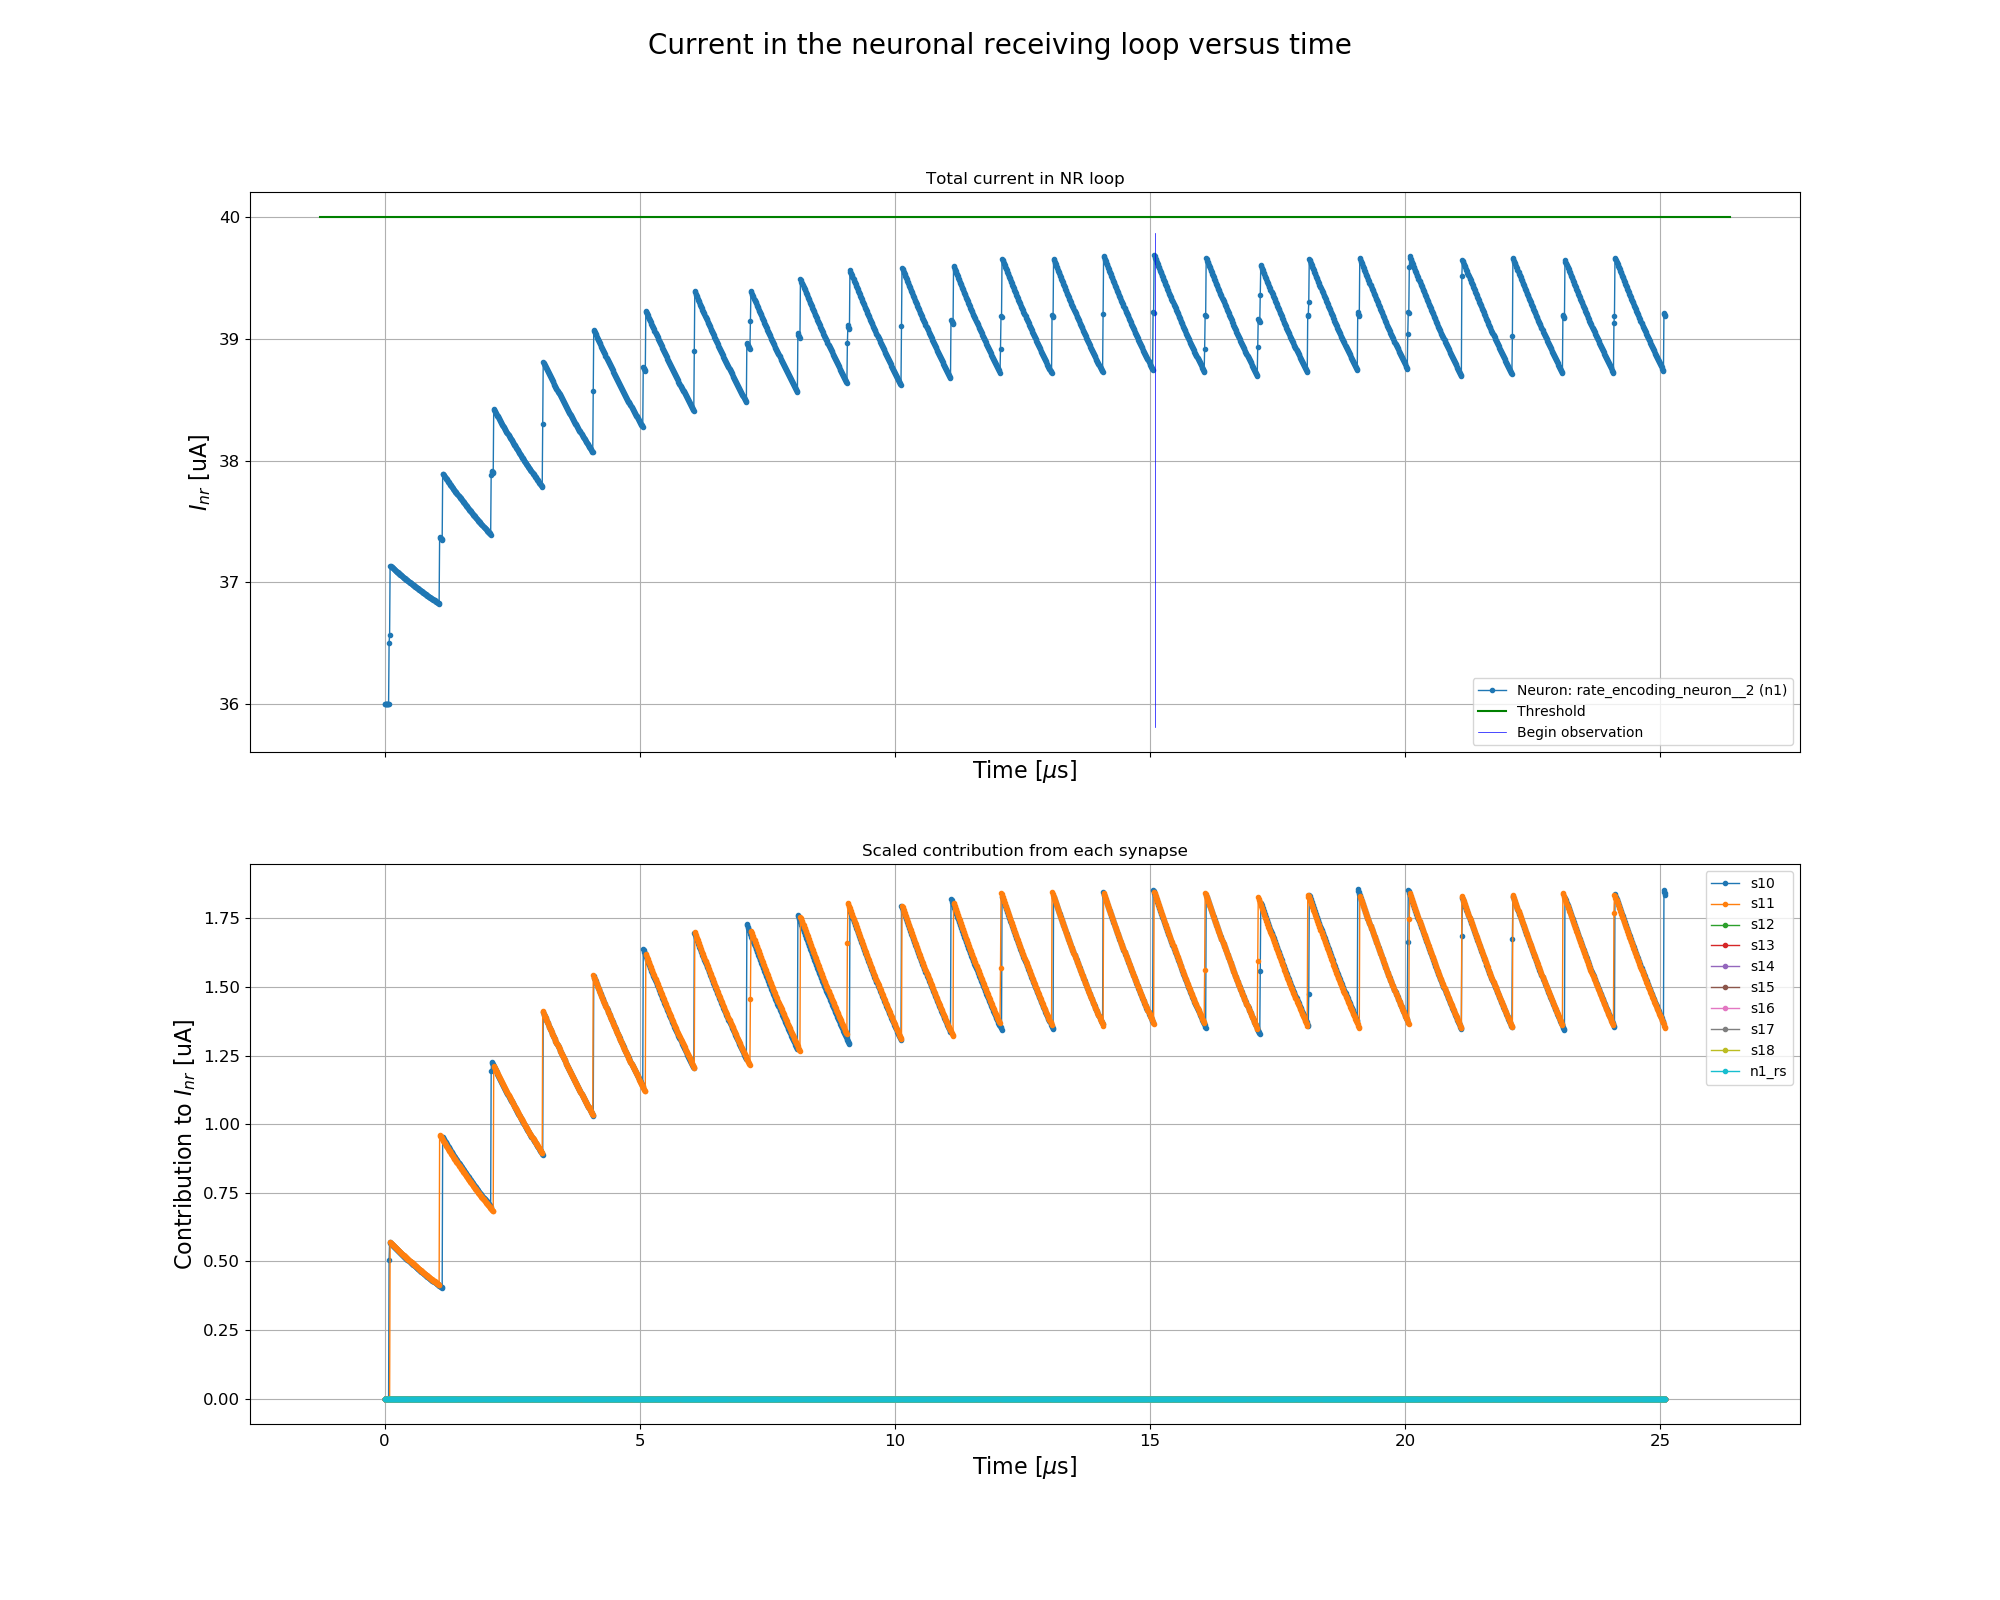 Current in the neuronal receiving loop versus time
Total current in NR loop
40
39
38
37
36
I_nr [uA]
Neuron: rate_encoding_neuron__2 (n1)
Threshold
Begin observation
Time [μs]
Scaled contribution from each synapse
1.75
1.50
1.25
1.00
0.75
0.50
0.25
0.00
Contribution to I_nr [uA]
s10
s11
s12
s13
s14
s15
s16
s17
s18
n1_rs
0 5 10 15 20 25
Time [μs]